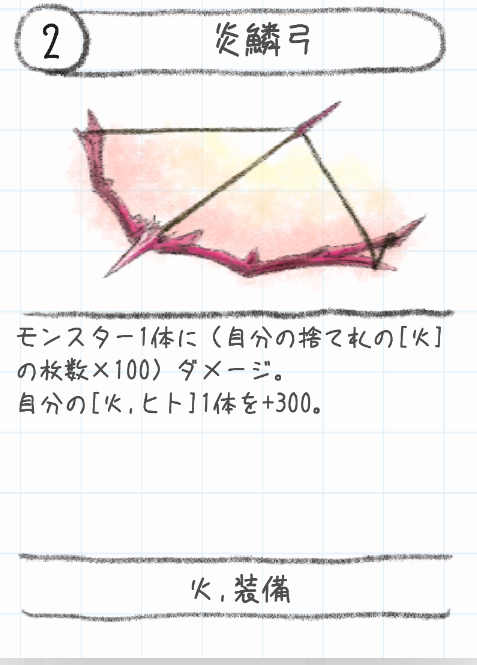 2
炎鱗弓
モンスター1体に（自分の捨て札の[火]
の枚数×100）ダメージ。
自分の[火,ヒト]1体を+300。
火,装備